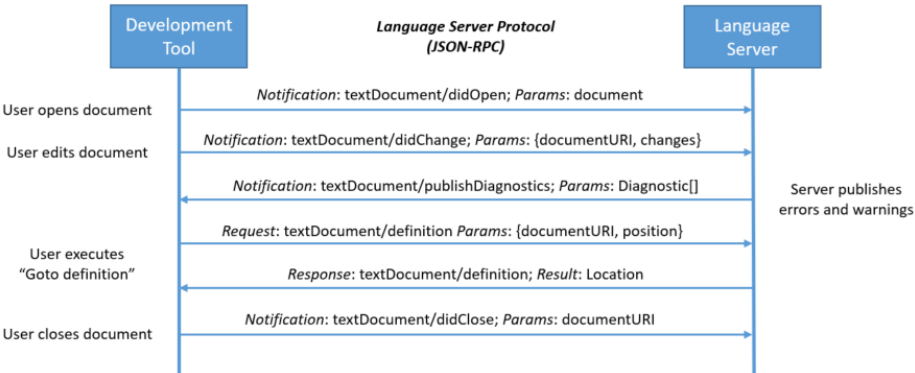 Development
Tool
Language Server Protocol
(JSON-RPC)
Language
Server
User opens document
Notification: textDocument/didOpen; Params: document
User edits document
Notification: textDocument/didChange; Params: {documentURI, changes}
Notification: textDocument/publishDiagnostics; Params: Diagnostic[]
Server publishes
errors and warnings
User executes
“Goto definition”
Request: textDocument/definition Params: {documentURI, position}
Response: textDocument/definition; Result: Location
User closes document
Notification: textDocument/didClose; Params: documentURI